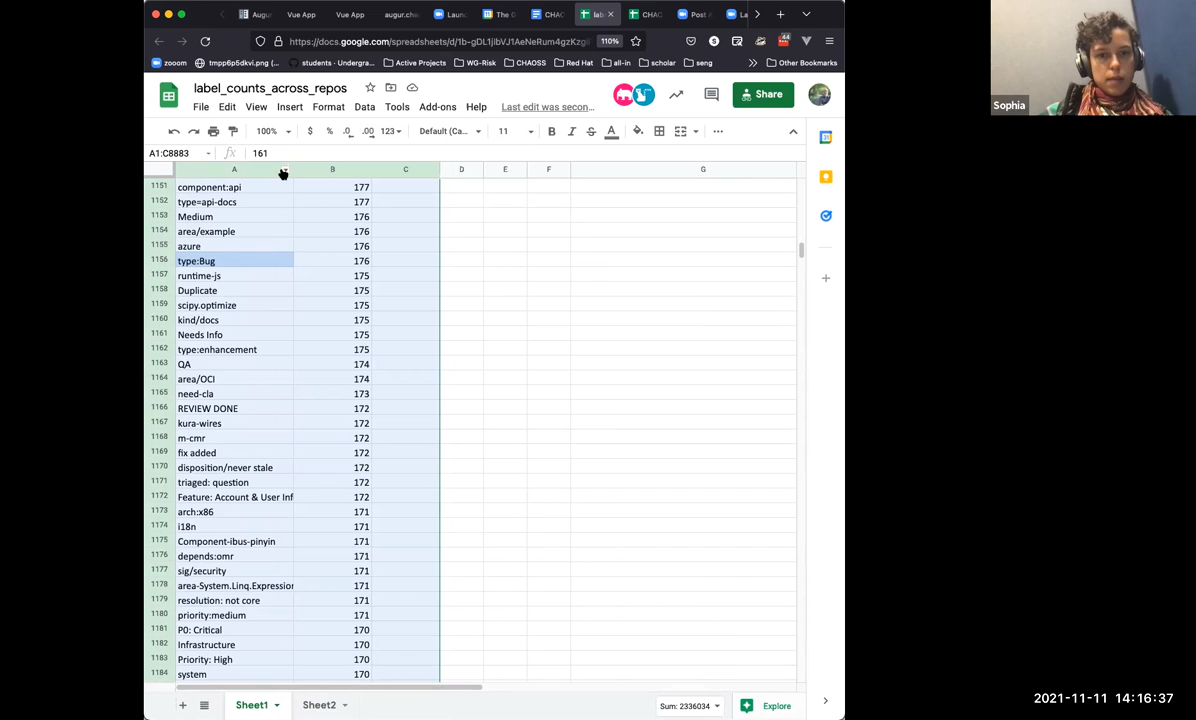 Augur
Vue App
Vue App
augur.chi
Launc
The G
CHAO
lab
CHAO
Post A
La
https://docs.google.com/spreadsheets/d/1b-gDL1jlbVJ1AeNeRum4gzKzgi
110%
44
zooom
tmpp6p5dkvi.png (
students - Undergra...
Active Projects
WG-Risk
CHAOSS
Red Hat
all-in
scholar
seng
Other Bookmarks
label_counts_across_repos
File Edit View Insert Format Data Tools Add-ons Help Last edit was secon...
Share
100% $ % .0 .00 123 Default (Ca... 11 B I S A
A1:C8883 fx 161
A B C D E F G
1151 component:api 177
1152 type=api-docs 177
1153 Medium 176
1154 area/example 176
1155 azure 176
1156 type:Bug 176
1157 runtime-js 175
1158 Duplicate 175
1159 scipy.optimize 175
1160 kind/docs 175
1161 Needs Info 175
1162 type:enhancement 175
1163 QA 174
1164 area/OCI 174
1165 need-cla 173
1166 REVIEW DONE 172
1167 kura-wires 172
1168 m-cmr 172
1169 fix added 172
1170 disposition/never stale 172
1171 triaged: question 172
1172 Feature: Account & User Inf 172
1173 arch:x86 171
1174 i18n 171
1175 Component-ibus-pinyin 171
1176 depends:omr 171
1177 sig/security 171
1178 area-System.Linq.Expression 171
1179 resolution: not core 171
1180 priority:medium 171
1181 P0: Critical 170
1182 Infrastructure 170
1183 Priority: High 170
1184 system 170
Sheet1
Sheet2
Sum: 2336034
Explore
Sophia
2021-11-11 14:16:37